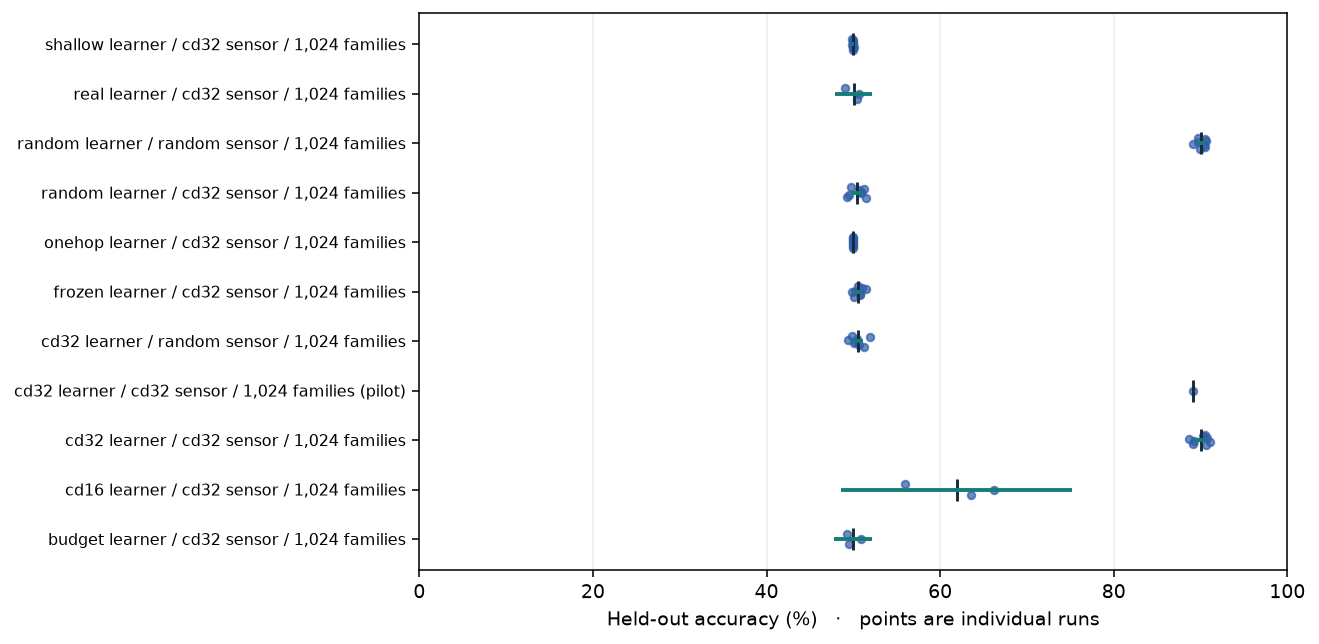 shallow learner / cd32 sensor / 1,024 families
real learner / cd32 sensor / 1,024 families
random learner / random sensor / 1,024 families
random learner / cd32 sensor / 1,024 families
onehop learner / cd32 sensor / 1,024 families
frozen learner / cd32 sensor / 1,024 families
cd32 learner / random sensor / 1,024 families
cd32 learner / cd32 sensor / 1,024 families (pilot)
cd32 learner / cd32 sensor / 1,024 families
cd16 learner / cd32 sensor / 1,024 families
budget learner / cd32 sensor / 1,024 families
0 20 40 60 80 100
Held-out accuracy (%) · points are individual runs